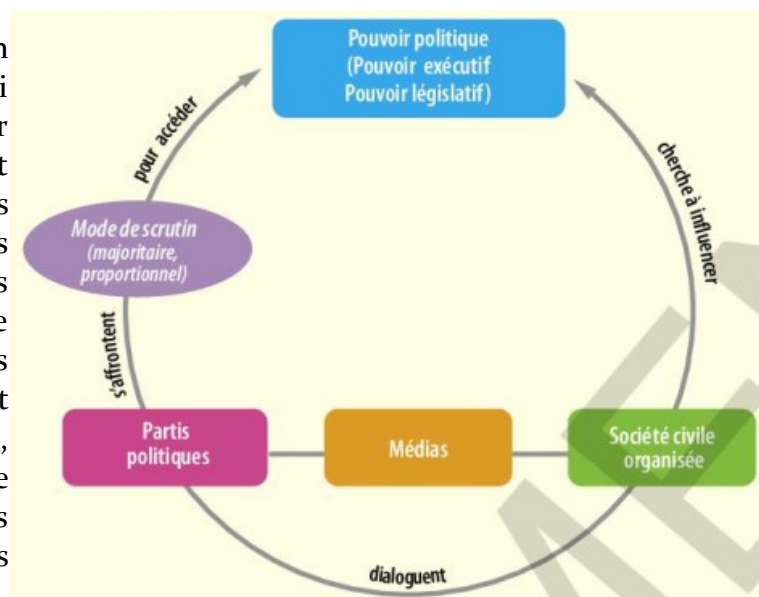 Pouvoir politique
(Pouvoir exécutif
Pouvoir législatif)
pour accéder
cherche à influencer
Mode de scrutin
(majoritaire,
proportionnel)
s'affrontent
Partis
politiques
Médias
Société civile
organisée
dialoguent